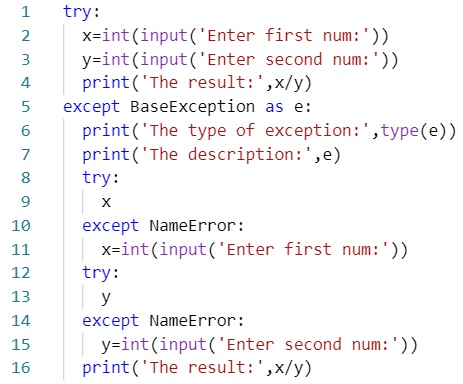 1 try:
2 x=int(input('Enter first num:'))
3 y=int(input('Enter second num:'))
4 print('The result:',x/y)
5 except BaseException as e:
6 print('The type of exception:',type(e))
7 print('The description:',e)
8 try:
9 x
10 except NameError:
11 x=int(input('Enter first num:'))
12 try:
13 y
14 except NameError:
15 y=int(input('Enter second num:'))
16 print('The result:',x/y)